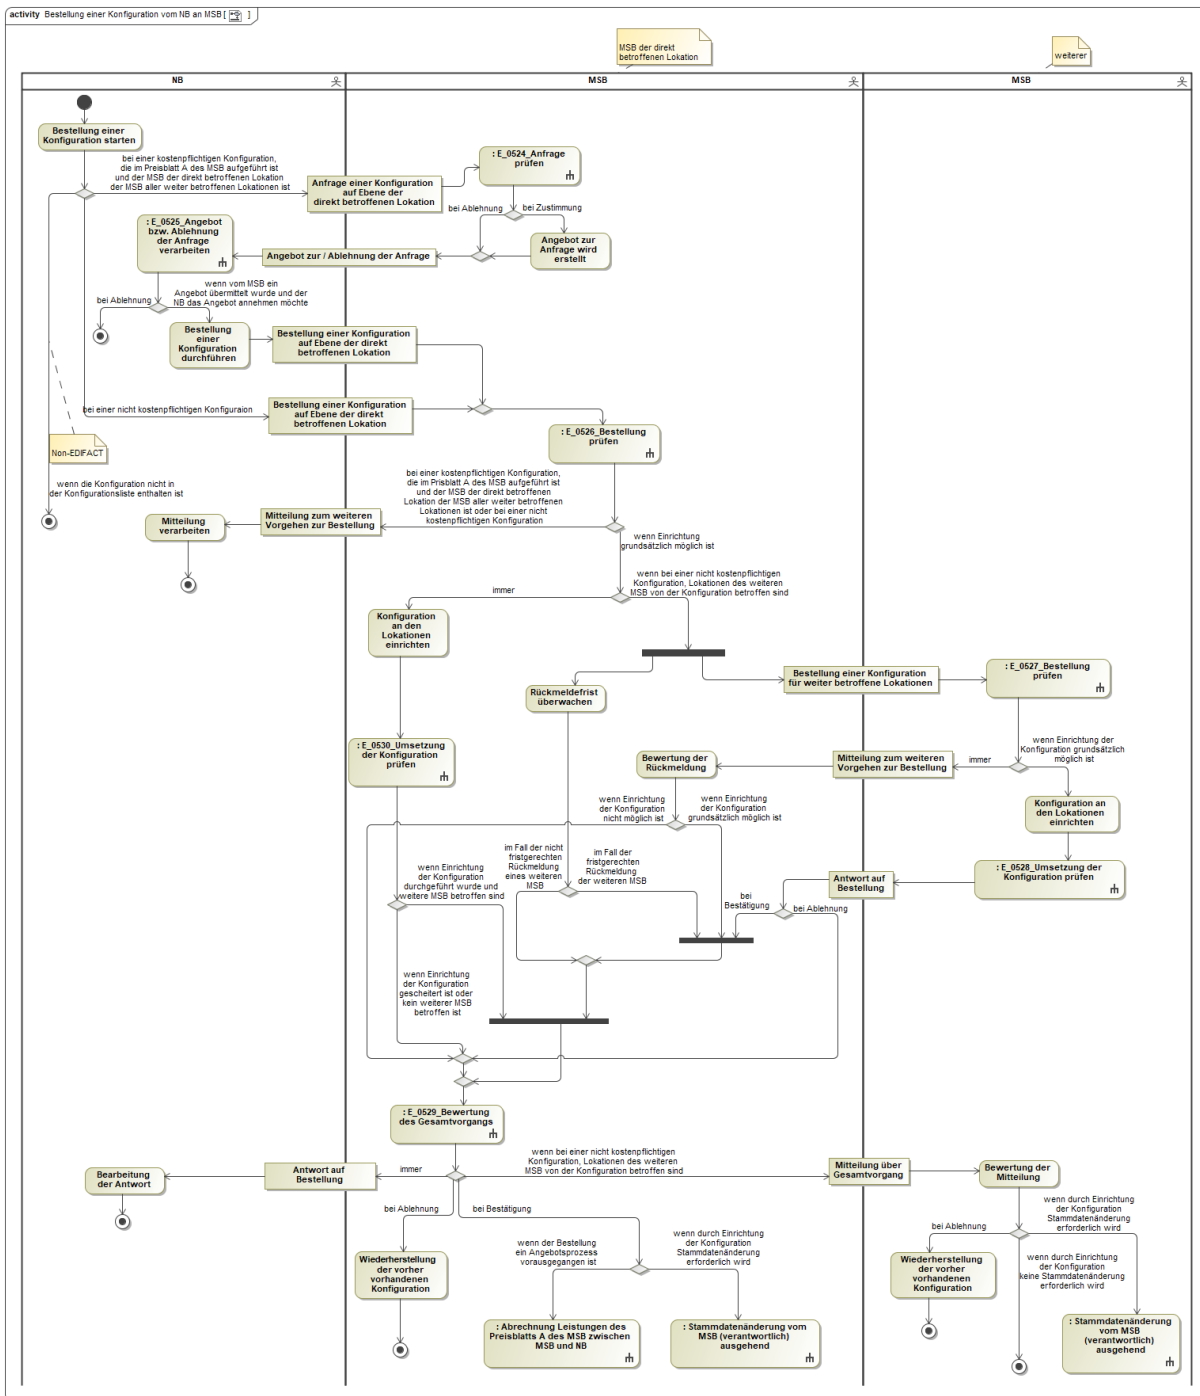 activity Bestellung einer Konfiguration vom NB an MSB [ ]
MSB der direkt
betroffenen Lokation
weiterer
NB
MSB
MSB
Bestellung einer
Konfiguration starten
bei einer kostenpflichtigen Konfiguration,
die im Preisblatt A des MSB aufgeführt ist
und der MSB der direkt betroffenen Lokation
der MSB aller weiter betroffenen Lokationen ist
Anfrage einer Konfiguration
auf Ebene der
direkt betroffenen Lokation
: E_0524_Anfrage
prüfen
bei Ablehnung
bei Zustimmung
Angebot zur
Anfrage wird
erstellt
: E_0525_Angebot
bzw. Ablehnung
der Anfrage
verarbeiten
Angebot zur / Ablehnung der Anfrage
wenn vom MSB ein
Angebot übermittelt wurde und der
NB das Angebot annehmen möchte
bei Ablehnung
Bestellung
einer
Konfiguration
durchführen
Bestellung einer Konfiguration
auf Ebene der direkt
betroffenen Lokation
bei einer nicht kostenpflichtigen Konfiguraion
Bestellung einer Konfiguration
auf Ebene der direkt
betroffenen Lokation
: E_0526_Bestellung
prüfen
Non-EDIFACT
wenn die Konfiguration nicht in
der Konfigurationsliste enthalten ist
bei einer kostenpflichtigen Konfiguration,
die im Prisblatt A des MSB aufgeführt ist
und der MSB der direkt betroffenen
Lokation der MSB aller weiter betroffenen
Lokationen ist oder bei einer nicht
kostenpflichtigen Konfiguration
Mitteilung
verarbeiten
Mitteilung zum weiteren
Vorgehen zur Bestellung
wenn Einrichtung
grundsätzlich möglich ist
immer
wenn bei einer nicht kostenpflichtigen
Konfiguration, Lokationen des weiteren
MSB von der Konfiguration betroffen sind
Konfiguration
an den
Lokationen
einrichten
Rückmeldefrist
überwachen
Bestellung einer Konfiguration
für weiter betroffene Lokationen
: E_0527_Bestellung
prüfen
: E_0530_Umsetzung
der Konfiguration
prüfen
Bewertung der
Rückmeldung
Mitteilung zum weiteren
Vorgehen zur Bestellung
immer
wenn Einrichtung der
Konfiguration grundsätzlich
möglich ist
wenn Einrichtung
der Konfiguration
nicht möglich ist
wenn Einrichtung
der Konfiguration
grundsätzlich möglich ist
Konfiguration an
den Lokationen
einrichten
im Fall der nicht
fristgerechten
Rückmeldung
eines weiteren
MSB
im Fall der
fristgerechten
Rückmeldung
der weiteren MSB
wenn Einrichtung
der Konfiguration
durchgeführt wurde und
weitere MSB betroffen sind
Antwort auf
Bestellung
: E_0528_Umsetzung der
Konfiguration prüfen
bei
Bestätigung
bei Ablehnung
wenn Einrichtung
der Konfiguration
gescheitert ist oder
kein weiterer MSB
betroffen ist
: E_0529_Bewertung
des Gesamtvorgangs
Bearbeitung
der Antwort
Antwort auf
Bestellung
immer
wenn bei einer nicht kostenpflichtigen
Konfiguration, Lokationen des weiteren
MSB von der Konfiguration betroffen sind
Mitteilung über
Gesamtvorgang
Bewertung der
Mitteilung
bei Ablehnung
bei Bestätigung
wenn der Bestellung
ein Angebotsprozess
vorausgegangen ist
wenn durch Einrichtung
der Konfiguration
Stammdatenänderung
erforderlich wird
bei Ablehnung
wenn durch Einrichtung
der Konfiguration
Stammdatenänderung
erforderlich wird
Wiederherstellung
der vorher
vorhandenen
Konfiguration
Wiederherstellung
der vorher
vorhandenen
Konfiguration
wenn durch Einrichtung
der Konfiguration
keine Stammdatenänderung
erforderlich wird
: Abrechnung Leistungen des
Preisblatts A des MSB zwischen
MSB und NB
: Stammdatenänderung vom
MSB (verantwortlich)
ausgehend
: Stammdatenänderung
vom MSB
(verantwortlich)
ausgehend